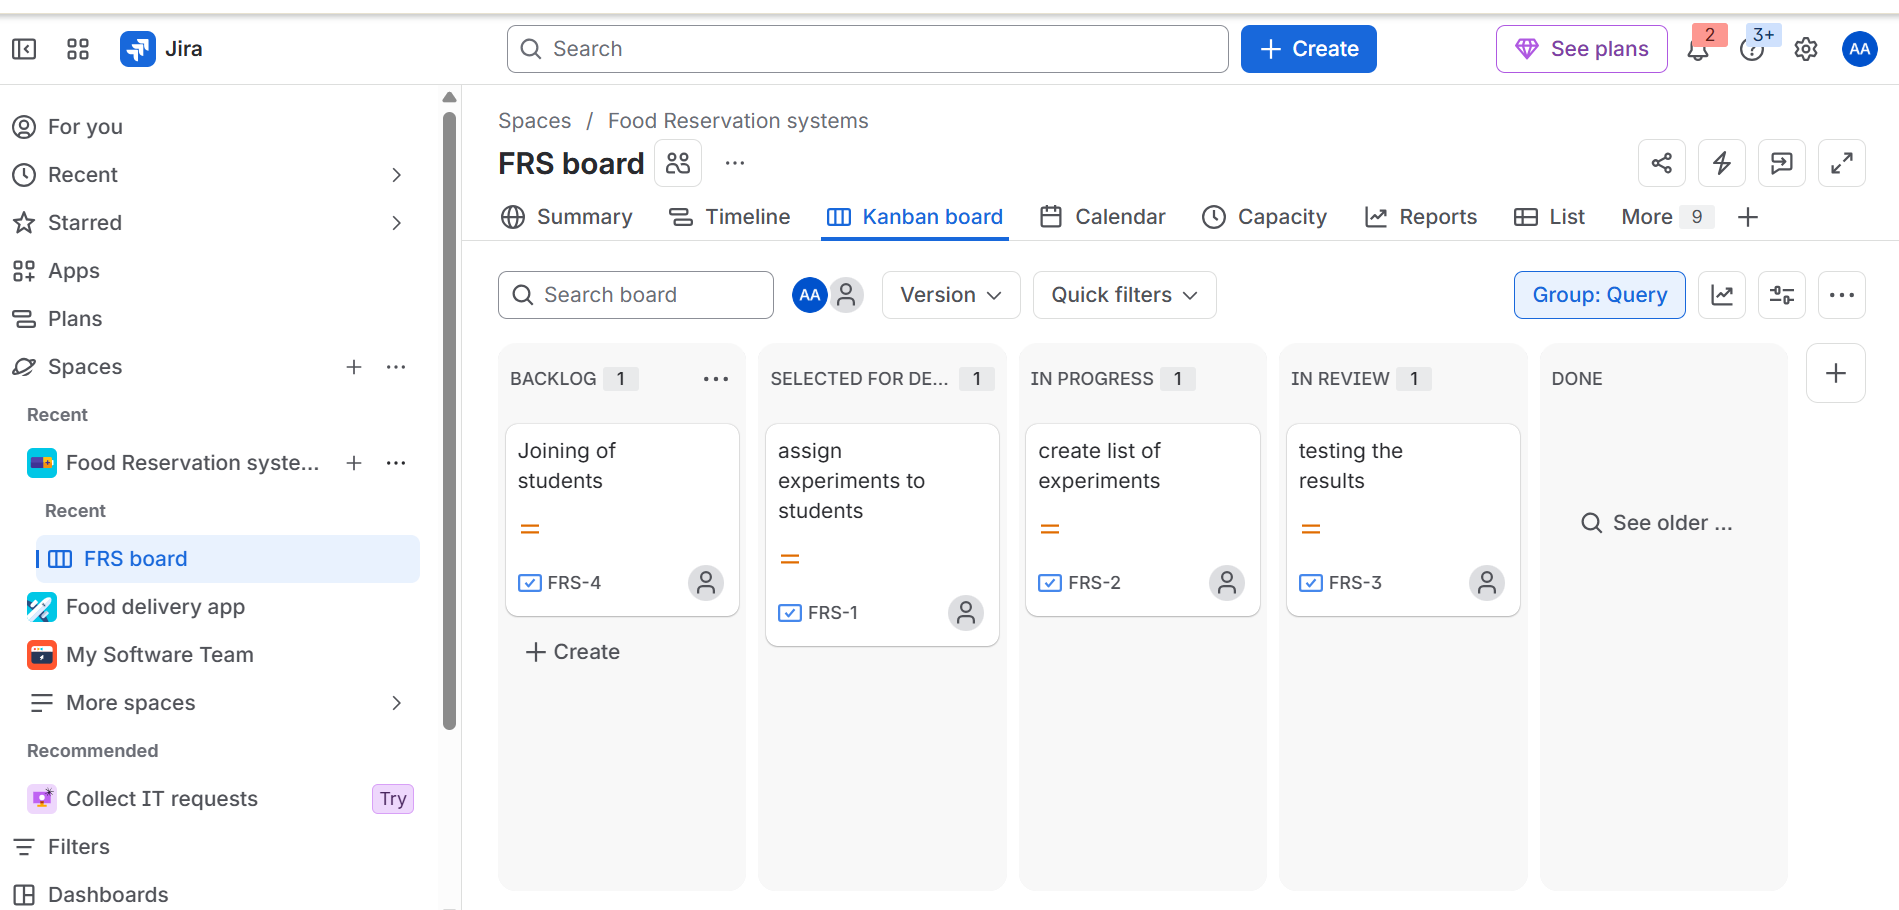 Jira
Search
Create
See plans
2
3+
AA
For you
Recent
Starred
Apps
Plans
Spaces
Recent
Food Reservation syste...
Recent
FRS board
Food delivery app
My Software Team
More spaces
Recommended
Collect IT requests
Try
Filters
Dashboards
Spaces / Food Reservation systems
FRS board
Summary
Timeline
Kanban board
Calendar
Capacity
Reports
List
More 9
Search board
AA
Version
Quick filters
Group: Query
BACKLOG 1
Joining of
students
FRS-4
Create
SELECTED FOR DE... 1
assign
experiments to
students
FRS-1
IN PROGRESS 1
create list of
experiments
FRS-2
IN REVIEW 1
testing the
results
FRS-3
DONE
See older ...